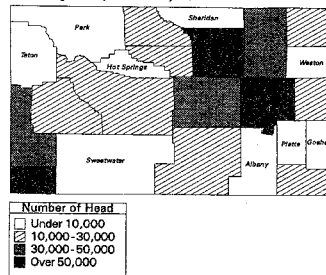 Park
Sheridan
Teton
Hot Springs
Weston
Sweetwater
Albany
Platte
Goshe
Number of Head
Under 10,000
10,000-30,000
30,000-50,000
Over 50,000